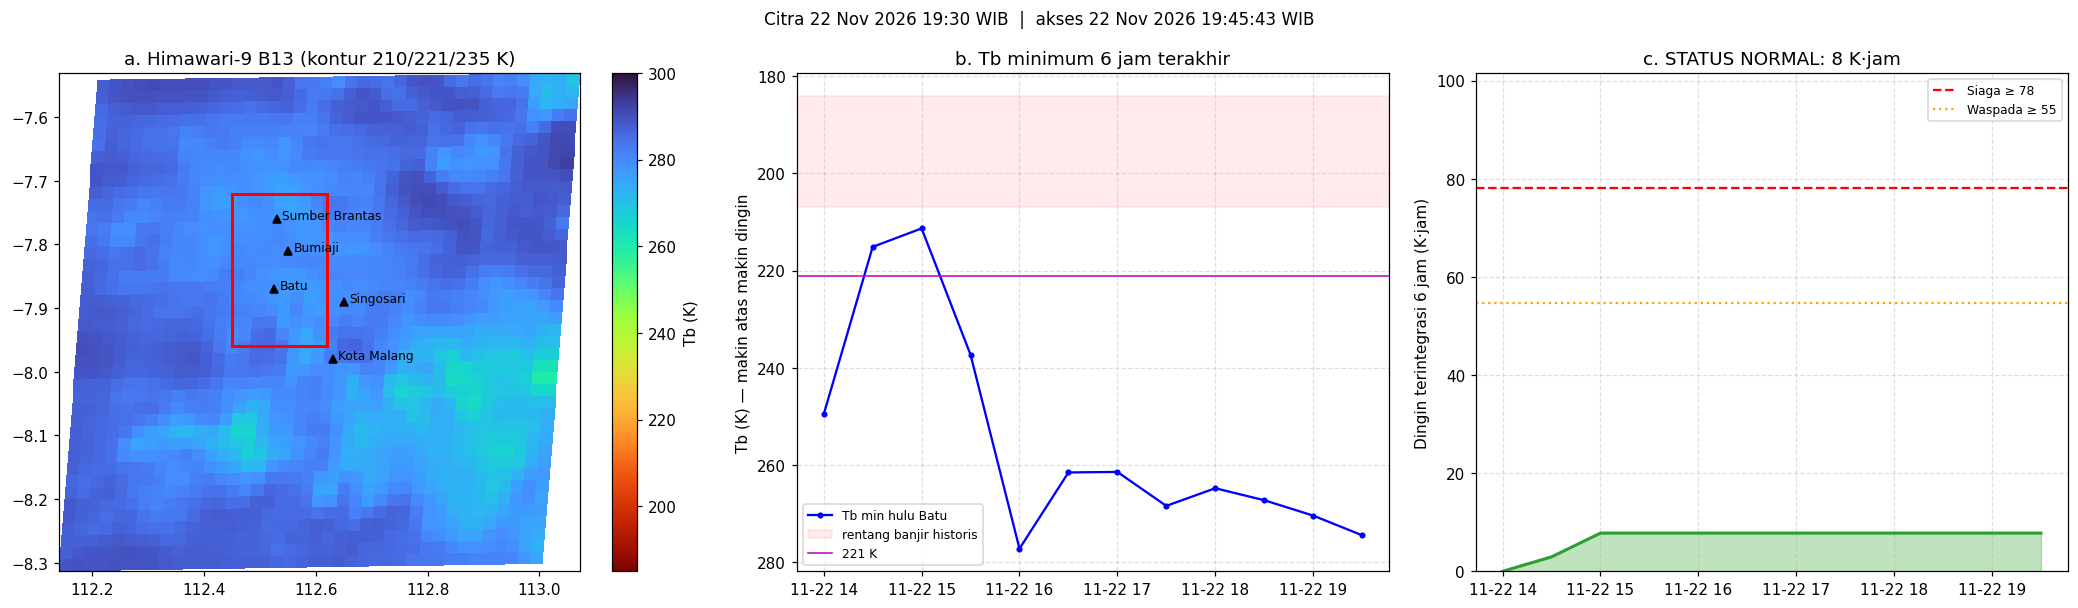 Citra 22 Nov 2026 19:30 WIB | akses 22 Nov 2026 19:45:43 WIB
a. Himawari-9 B13 (kontur 210/221/235 K)
−7.6
−7.7
−7.8
−7.9
−8.0
−8.1
−8.2
−8.3
112.2
112.4
112.6
112.8
113.0
Sumber Brantas
Bumiaji
Batu
Singosari
Kota Malang
300
280
260
240
220
200
Tb (K)
b. Tb minimum 6 jam terakhir
Tb (K) — makin atas makin dingin
180
200
220
240
260
280
Tb min hulu Batu
rentang banjir historis
221 K
11-22 14
11-22 15
11-22 16
11-22 17
11-22 18
11-22 19
c. STATUS NORMAL: 8 K·jam
Dingin terintegrasi 6 jam (K·jam)
100
80
60
40
20
0
Siaga ≥ 78
Waspada ≥ 55
11-22 14
11-22 15
11-22 16
11-22 17
11-22 18
11-22 19